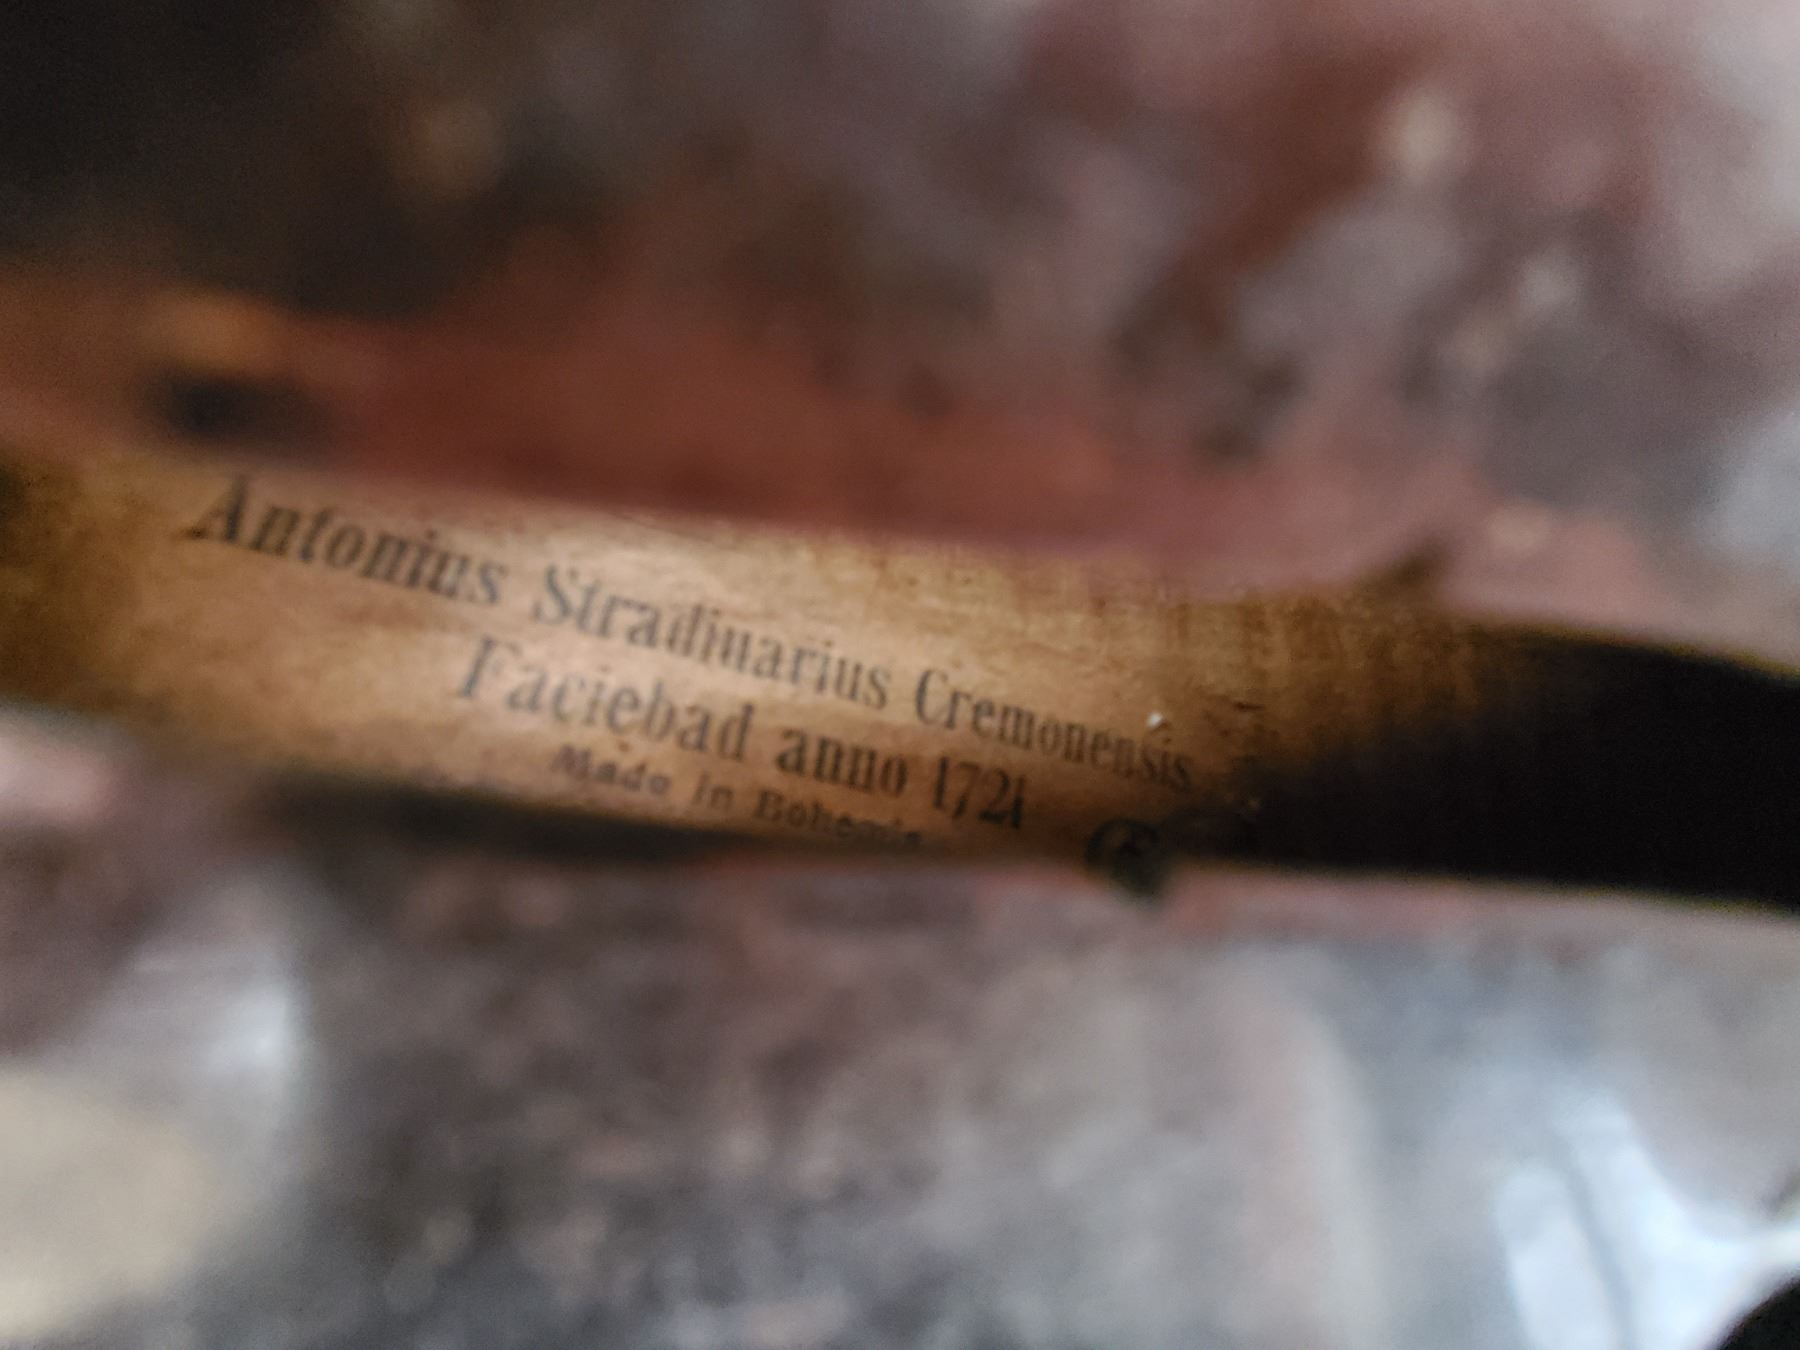 Antonius Stradiuarius Cremonensis
Faciebad anno 1721
Made in Bohemia